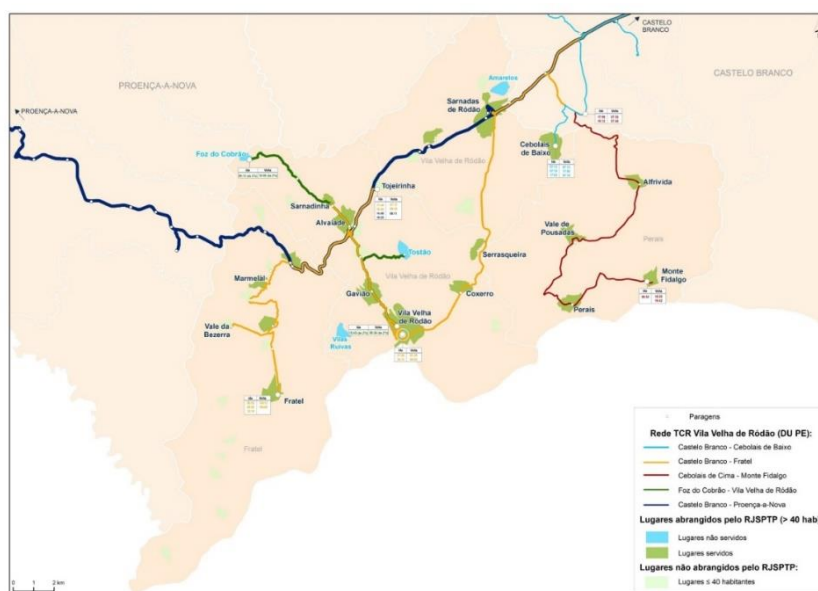 CASTELO
BRANCO
PROENÇA-A-NOVA
CASTELO BRANCO
Amarelos
PROENÇA-A-NOVA
Sarnadas
de Ródão
Foz do Cobrão
Vila Velha de Ródão
Cebolais
de Baixo
Ida Volta
Tojeirinha
Alfrivida
Sarnadinha
Alvaiade
Vale de
Pousadas
Tostão
Serrasqueira
Perais
Vila Velha de Ródão
Marmelal
Monte
Fidalgo
Gavião
Coxerro
Vila Velha
de Ródão
Perais
Vale da
Bezerra
Vilas
Ruivas
Fratel
Fratel
Paragens
Rede TCR Vila Velha de Ródão (DU PE):
Castelo Branco - Cebolais de Baixo
Castelo Branco - Fratel
Cebolais de Cima - Monte Fidalgo
Foz do Cobrão - Vila Velha de Ródão
Castelo Branco - Proença-a-Nova
Lugares abrangidos pelo RJSPTP (> 40 habi
Lugares não servidos
Lugares servidos
Lugares não abrangidos pelo RJSPTP:
Lugares ≤ 40 habitantes
0 1 2 km